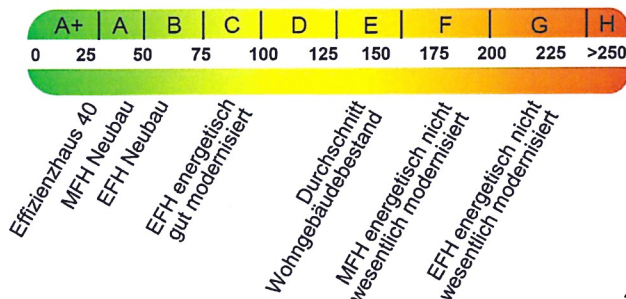 A+ A B C D E F G H
0 25 50 75 100 125 150 175 200 225 >250
Effizienzhaus 40
MFH Neubau
EFH Neubau
EFH energetisch
gut modernisiert
Durchschnitt
Wohngebäudebestand
MFH energetisch nicht
wesentlich modernisiert
EFH energetisch nicht
wesentlich modernisiert